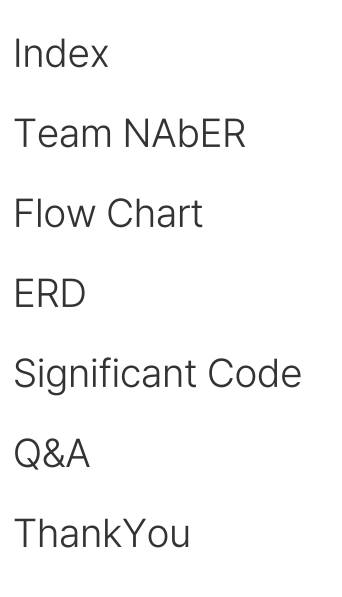 Index
Team NAbER
Flow Chart
ERD
Significant Code
Q&A
ThankYou